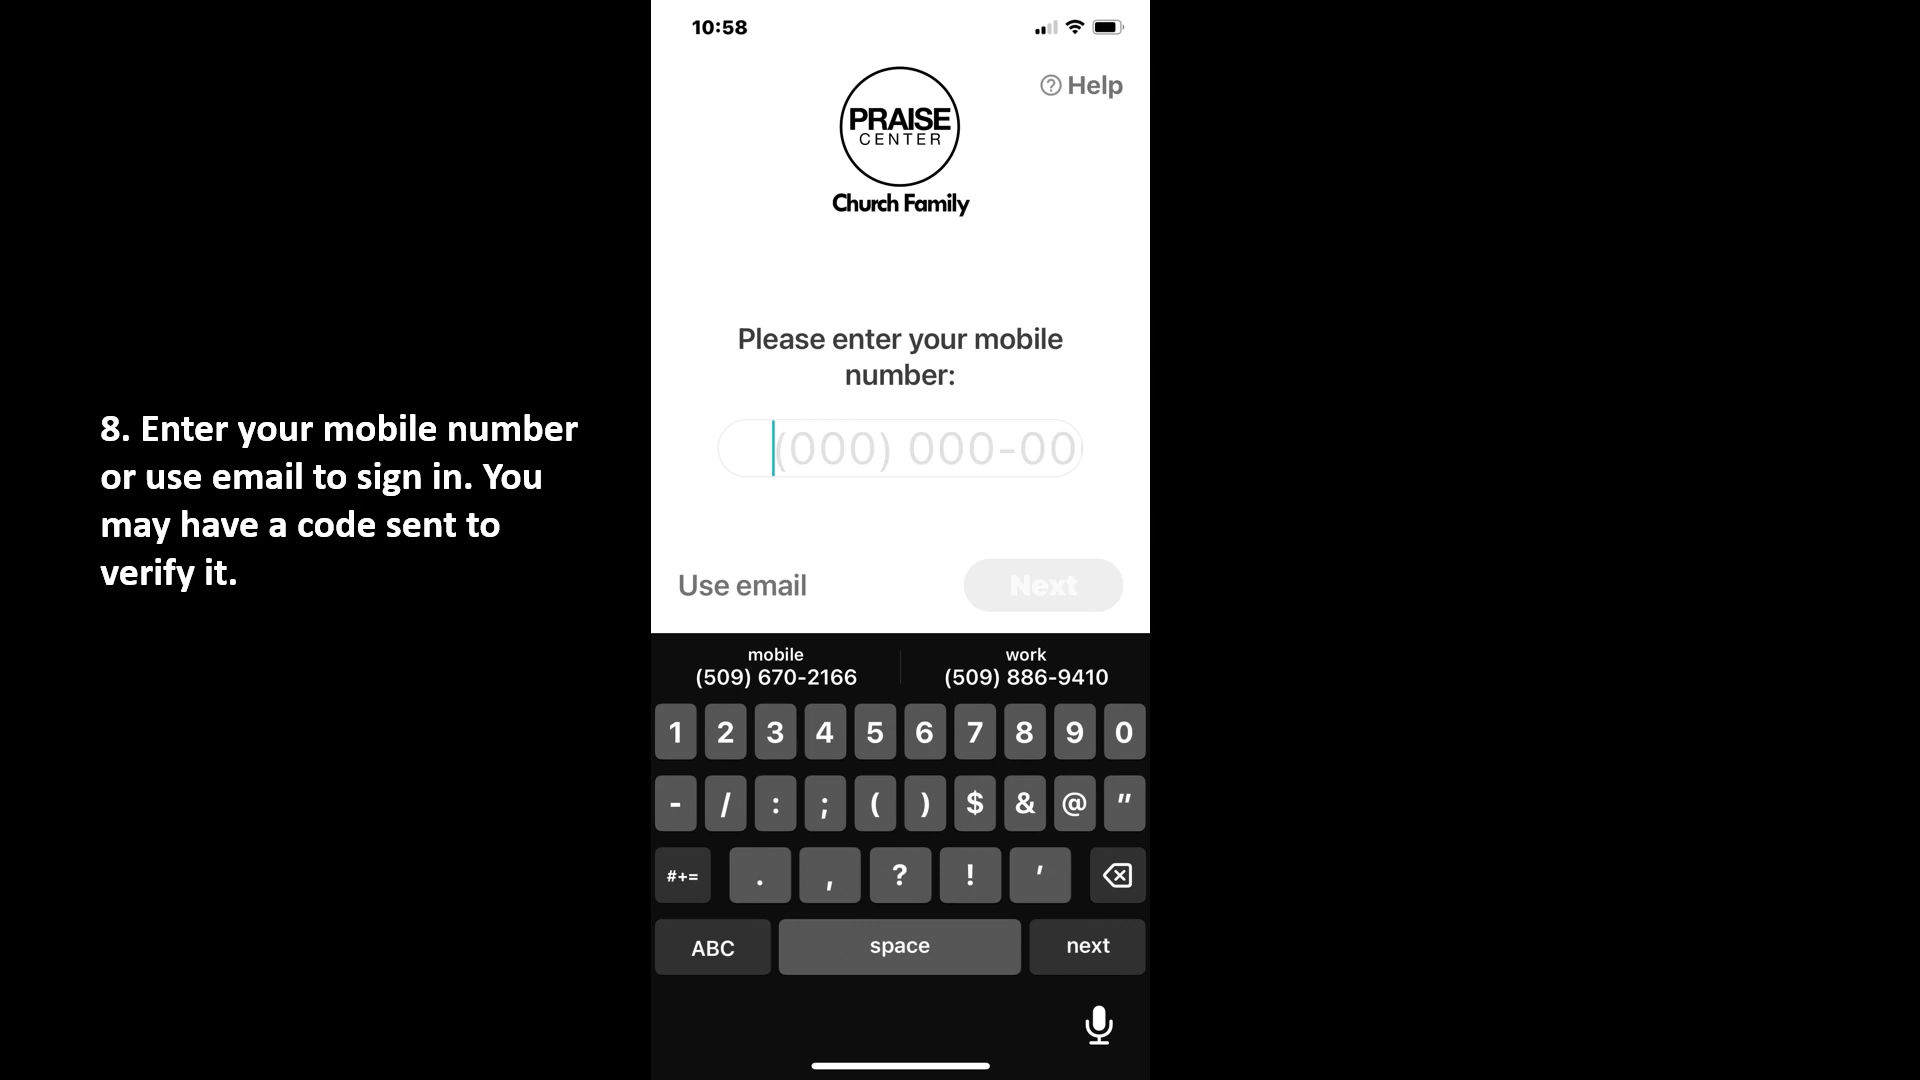 8. Enter your mobile number
or use email to sign in. You
may have a code sent to
verify it.
10:58
Help
PRAISE
CENTER
Church Family
Please enter your mobile
number:
(000) 000-00
Use email
Next
mobile
(509) 670-2166
work
(509) 886-9410
1 2 3 4 5 6 7 8 9 0
- / : ; ( ) $ & @ "
#+= . , ? ! '
ABC space next